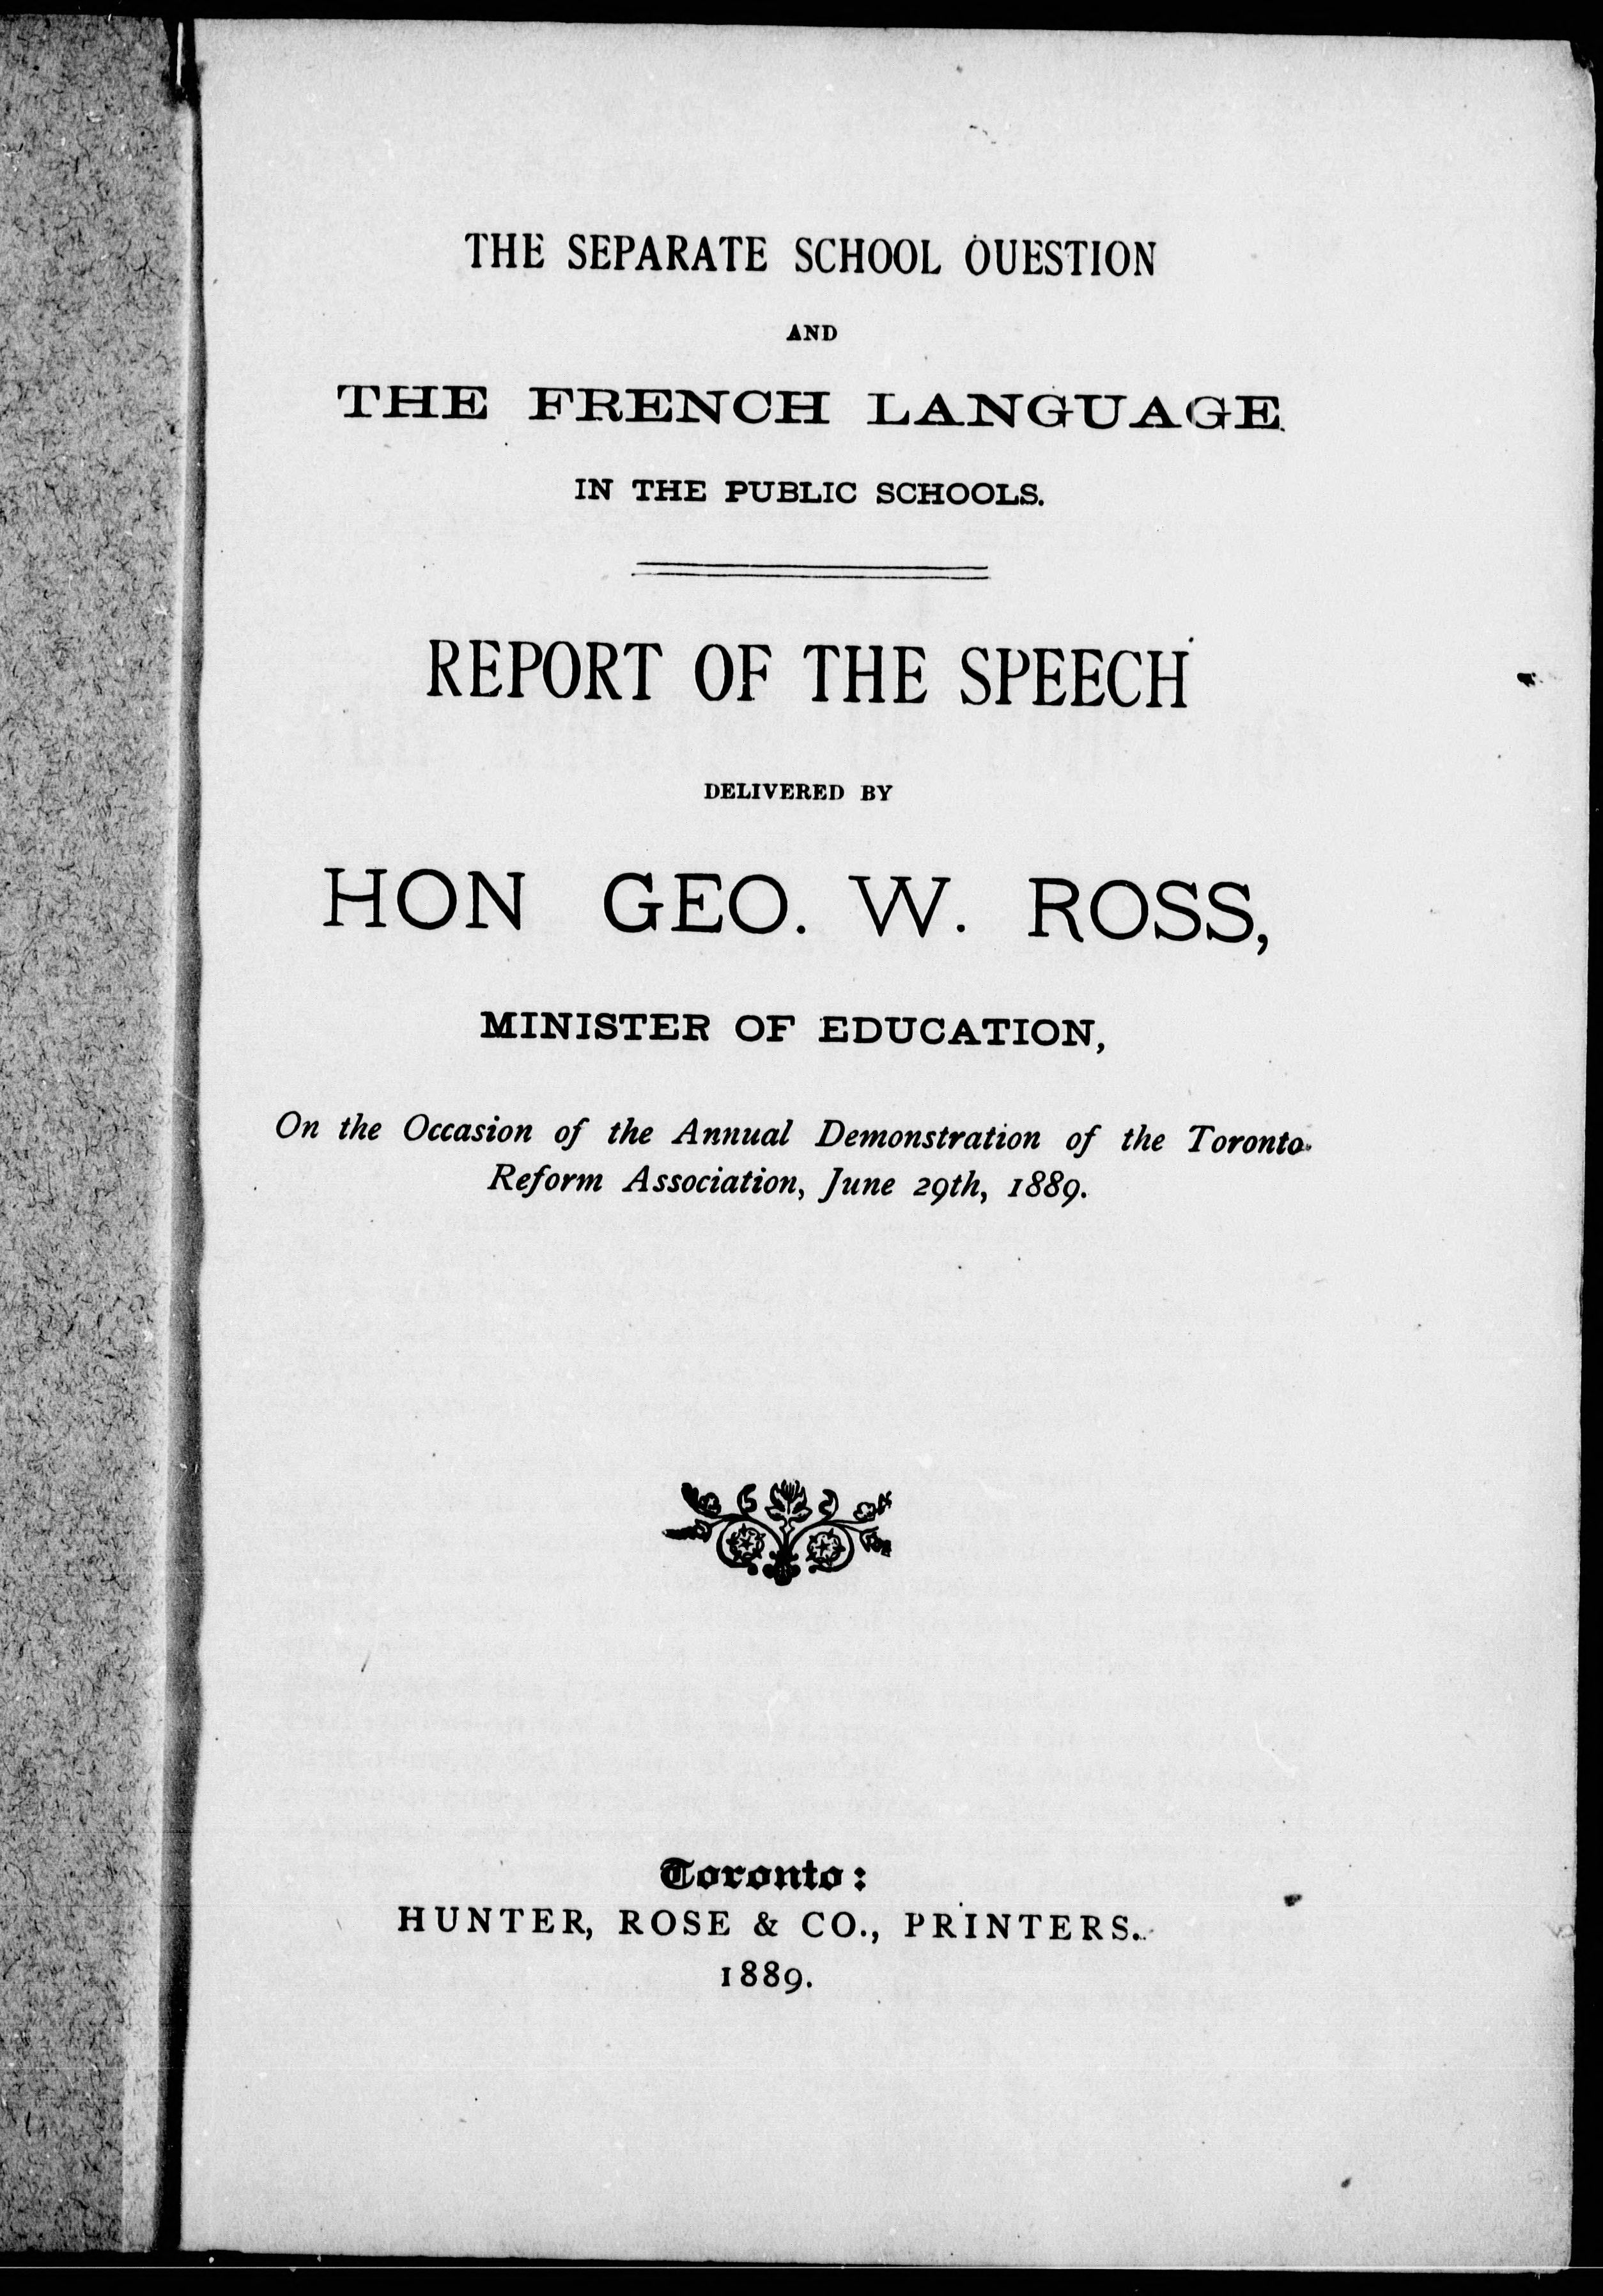 THE SEPARATE SCHOOL QUESTION
AND
THE FRENCH LANGUAGE
IN THE PUBLIC SCHOOLS.
REPORT OF THE SPEECH
DELIVERED BY
HON GEO. W. ROSS,
MINISTER OF EDUCATION,
On the Occasion of the Annual Demonstration of the Toronto
Reform Association, June 29th, 1889.
Toronto:
HUNTER, ROSE & CO., PRINTERS.
1889.